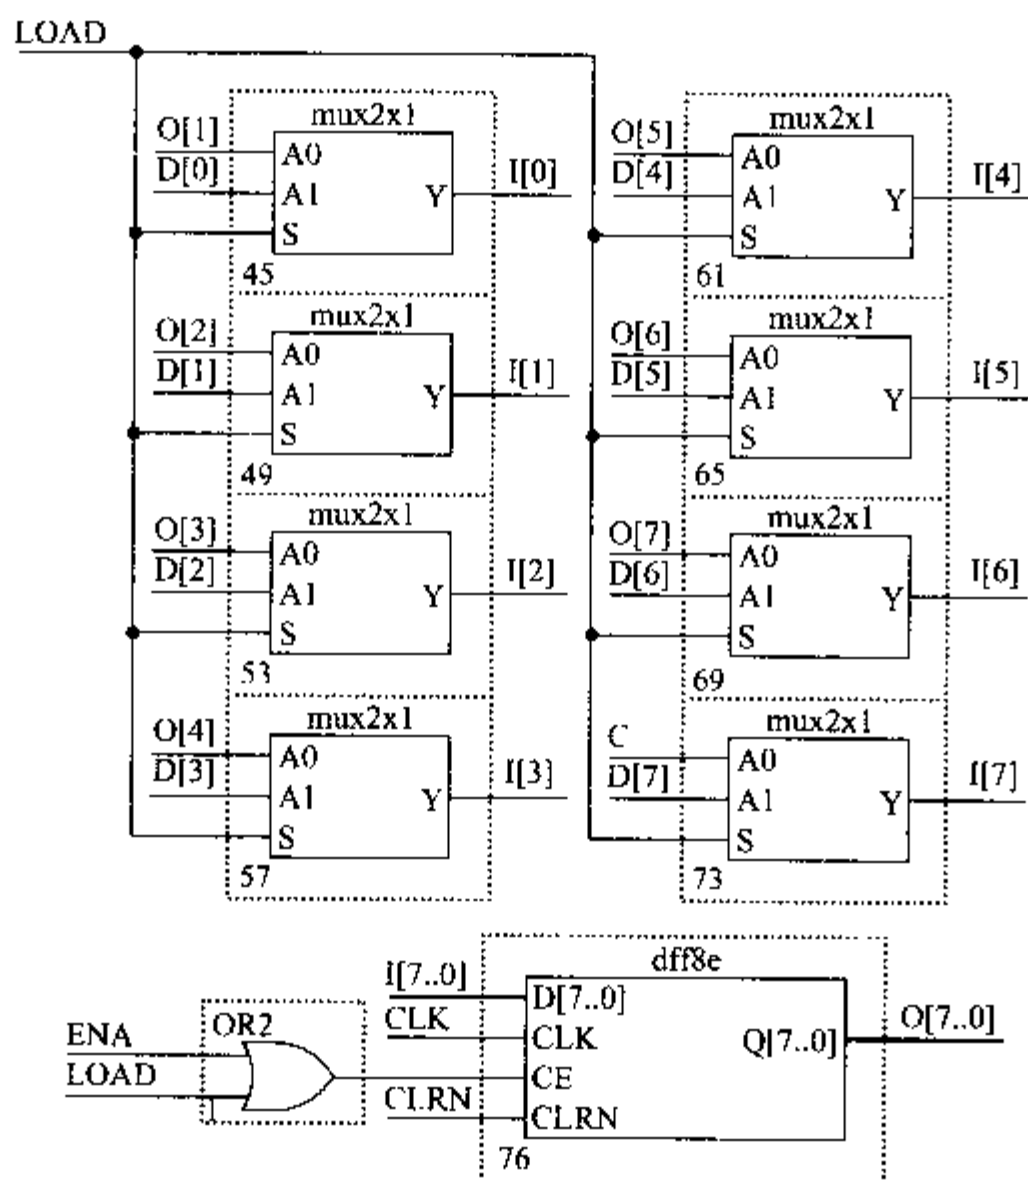 LOAD
mux2x1
O[1]
D[0]
A0
A1
S
Y
I[0]
45
mux2x1
O[2]
D[1]
A0
A1
S
Y
I[1]
49
mux2x1
O[3]
D[2]
A0
A1
S
Y
I[2]
53
mux2x1
O[4]
D[3]
A0
A1
S
Y
I[3]
57
mux2x1
O[5]
D[4]
A0
A1
S
Y
I[4]
61
mux2x1
O[6]
D[5]
A0
A1
S
Y
I[5]
65
mux2x1
O[7]
D[6]
A0
A1
S
Y
I[6]
69
mux2x1
C
D[7]
A0
A1
S
Y
I[7]
73
ENA
LOAD
OR2
dff8e
I[7..0]
CLK
CLRN
D[7..0]
CLK
CE
CLRN
Q[7..0]
O[7..0]
76